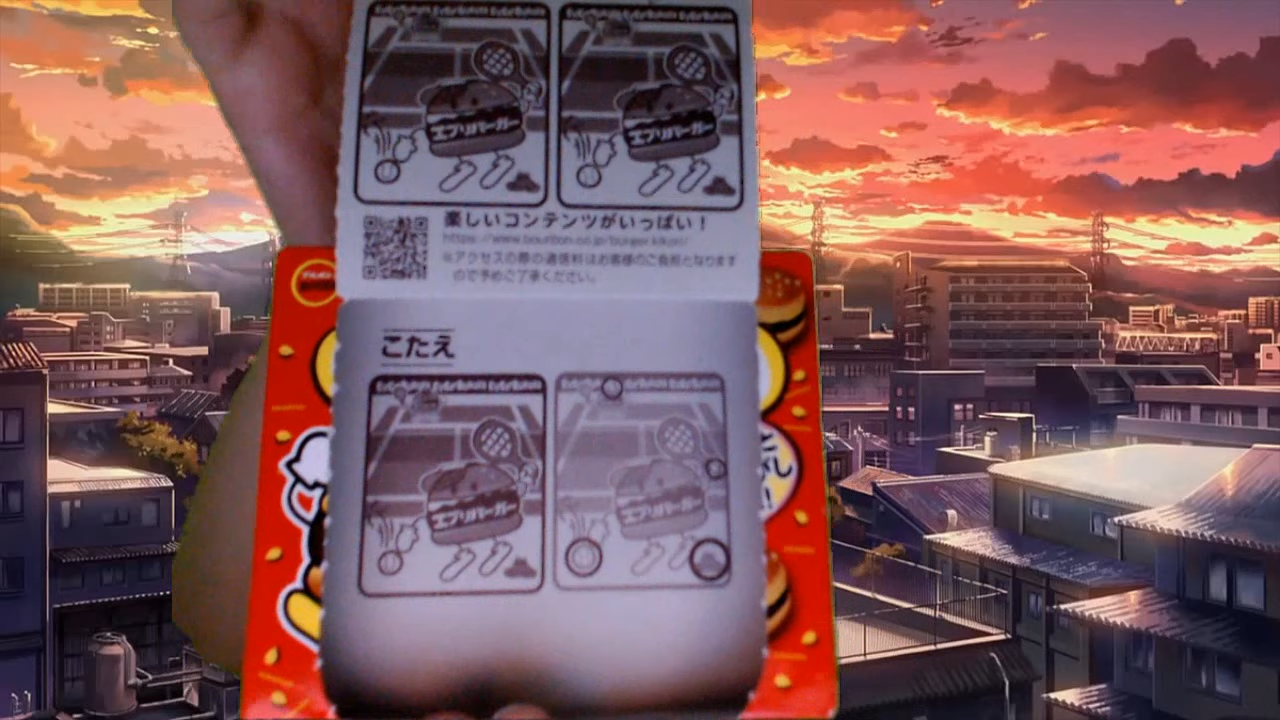 エブリバーガー
エブリバーガー
楽しいコンテンツがいっぱい！
https://www.bourbon.co.jp/burger.kikori/
※アクセスの際の通信料はお客様のご負担となります
ので予めご了承ください。
こたえ
エブリバーガー
エブリバーガー